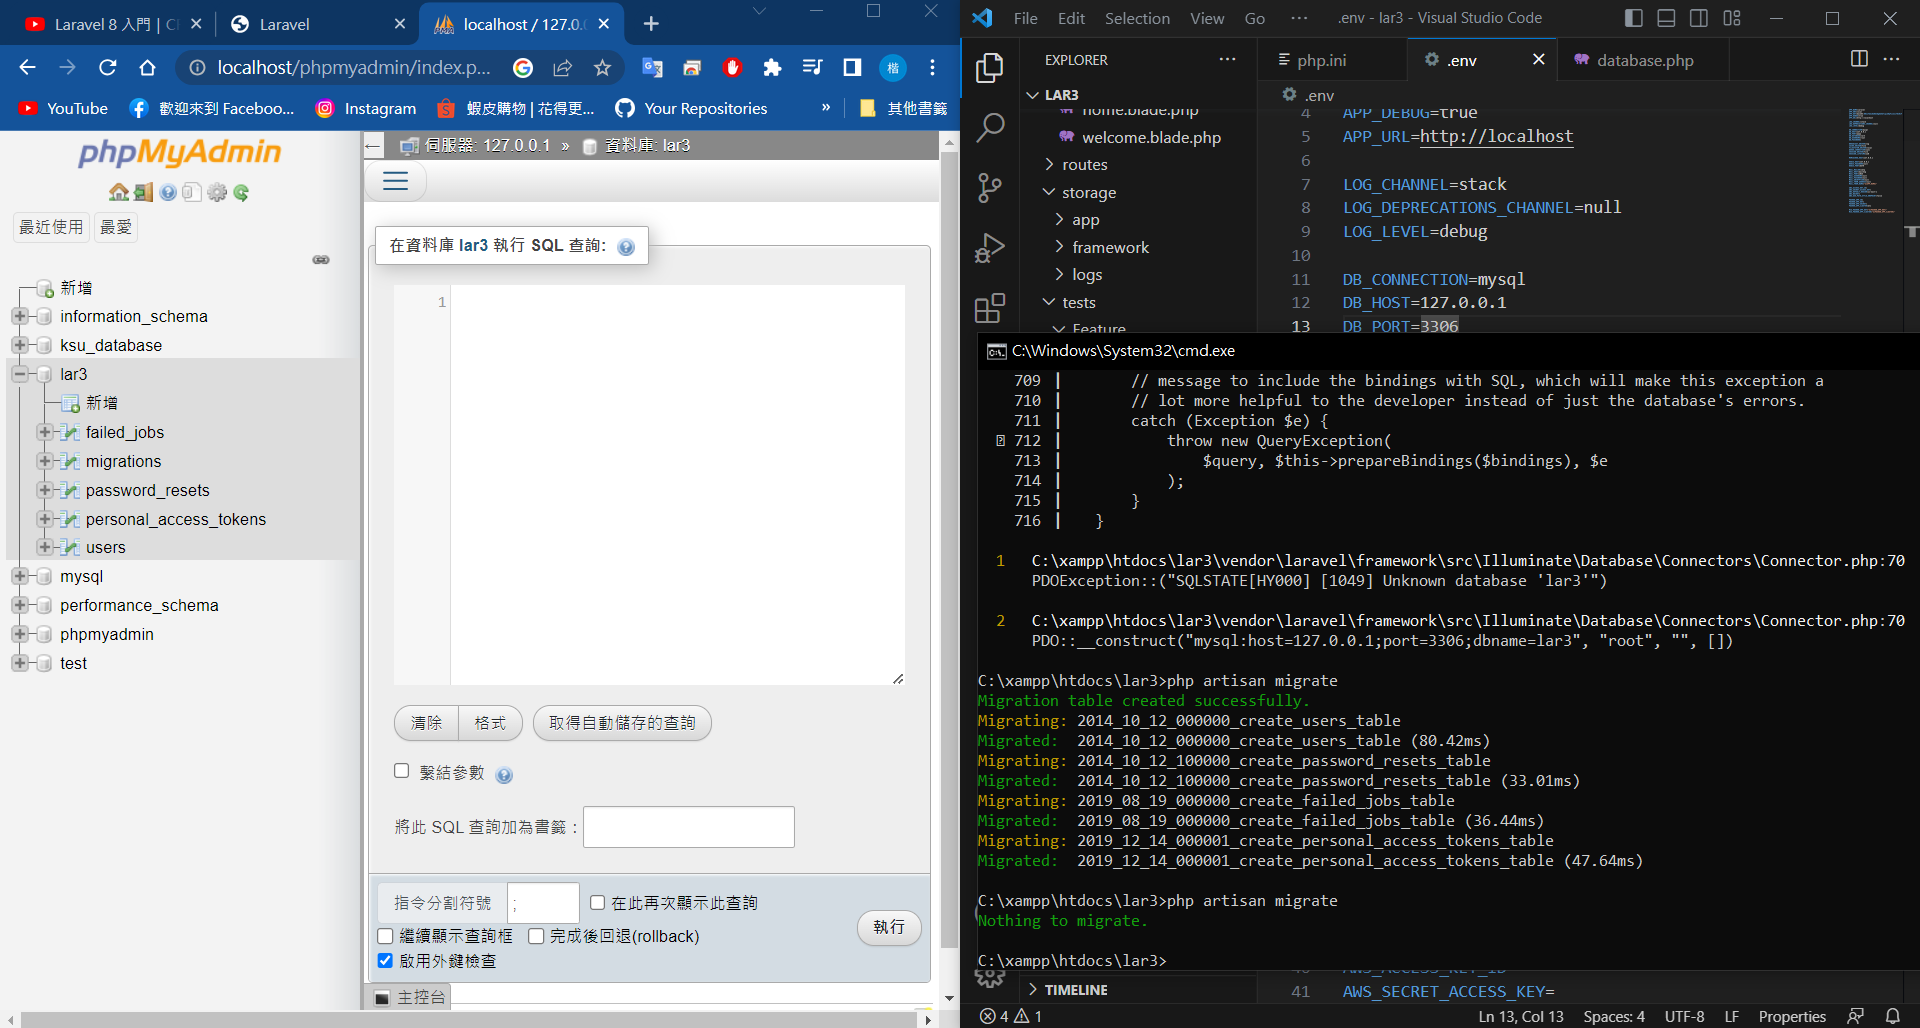 Laravel 8 入門 | C
Laravel
localhost / 127.0.0
localhost/phpmyadmin/index.p...
楷
YouTube
歡迎來到 Faceboo...
Instagram
蝦皮購物 | 花得更...
Your Repositories
»
其他書籤
phpMyAdmin
最近使用
最愛
新增
information_schema
ksu_database
lar3
新增
failed_jobs
migrations
password_resets
personal_access_tokens
users
mysql
performance_schema
phpmyadmin
test
伺服器: 127.0.0.1 » 資料庫: lar3
在資料庫 lar3 執行 SQL 查詢:
1
清除
格式
取得自動儲存的查詢
繫結參數
將此 SQL 查詢加為書籤：
指令分割符號
;
在此再次顯示此查詢
繼續顯示查詢框
完成後回退(rollback)
啟用外鍵檢查
執行
主控台
File Edit Selection View Go ···
.env - lar3 - Visual Studio Code
EXPLORER
···
php.ini
.env
database.php
LAR3
home.blade.php
welcome.blade.php
routes
storage
app
framework
logs
tests
Feature
TIMELINE
.env
4 APP_DEBUG=true
5 APP_URL=http://localhost
6
7 LOG_CHANNEL=stack
8 LOG_DEPRECATIONS_CHANNEL=null
9 LOG_LEVEL=debug
10
11 DB_CONNECTION=mysql
12 DB_HOST=127.0.0.1
13 DB_PORT=3306
C:\Windows\System32\cmd.exe
709 | // message to include the bindings with SQL, which will make this exception a
710 | // lot more helpful to the developer instead of just the database's errors.
711 | catch (Exception $e) {
712 | throw new QueryException(
713 | $query, $this->prepareBindings($bindings), $e
714 | );
715 | }
716 | }
1 C:\xampp\htdocs\lar3\vendor\laravel\framework\src\Illuminate\Database\Connectors\Connector.php:70
PDOException::("SQLSTATE[HY000] [1049] Unknown database 'lar3'")
2 C:\xampp\htdocs\lar3\vendor\laravel\framework\src\Illuminate\Database\Connectors\Connector.php:70
PDO::__construct("mysql:host=127.0.0.1;port=3306;dbname=lar3", "root", "", [])
C:\xampp\htdocs\lar3>php artisan migrate
Migration table created successfully.
Migrating: 2014_10_12_000000_create_users_table
Migrated: 2014_10_12_000000_create_users_table (80.42ms)
Migrating: 2014_10_12_100000_create_password_resets_table
Migrated: 2014_10_12_100000_create_password_resets_table (33.01ms)
Migrating: 2019_08_19_000000_create_failed_jobs_table
Migrated: 2019_08_19_000000_create_failed_jobs_table (36.44ms)
Migrating: 2019_12_14_000001_create_personal_access_tokens_table
Migrated: 2019_12_14_000001_create_personal_access_tokens_table (47.64ms)
C:\xampp\htdocs\lar3>php artisan migrate
Nothing to migrate.
C:\xampp\htdocs\lar3>
40 AWS_ACCESS_KEY_ID
41 AWS_SECRET_ACCESS_KEY=
4
1
Ln 13, Col 13
Spaces: 4
UTF-8
LF
Properties